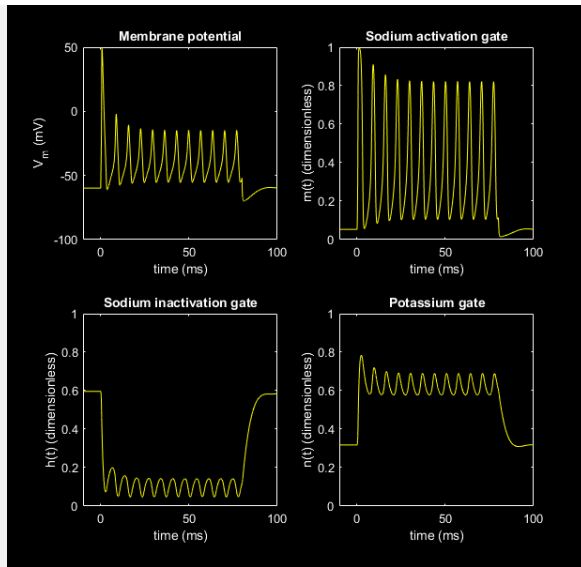 Membrane potential
50
0
-50
-100
V_m (mV)
0
50
100
time (ms)
Sodium activation gate
1
0.8
0.6
0.4
0.2
0
m(t) (dimensionless)
0
50
100
time (ms)
Sodium inactivation gate
1
0.8
0.6
0.4
0.2
0
h(t) (dimensionless)
0
50
100
time (ms)
Potassium gate
1
0.8
0.6
0.4
0.2
0
n(t) (dimensionless)
0
50
100
time (ms)